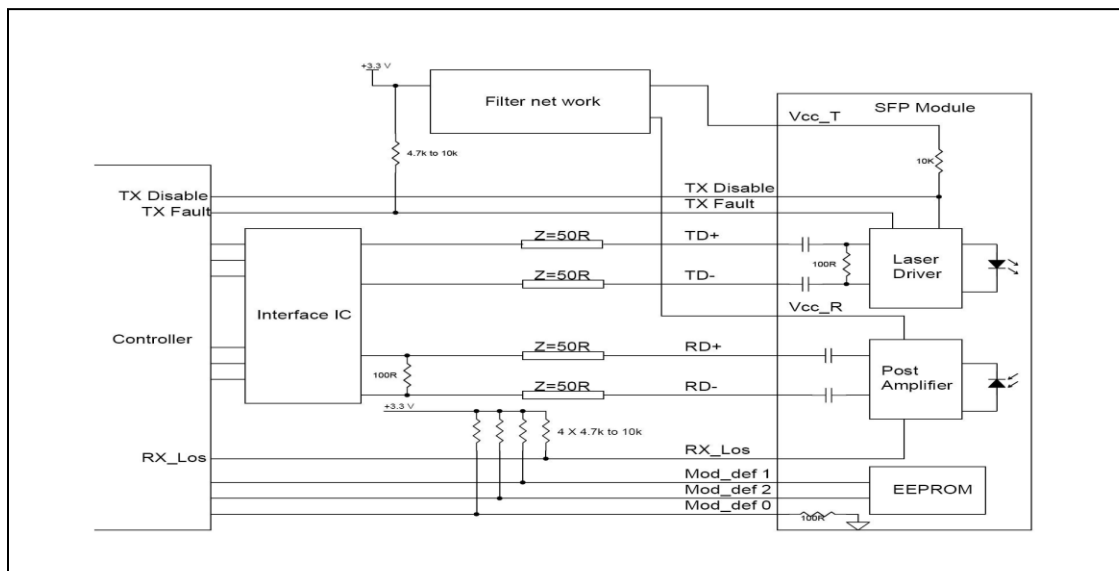 +3.3 V
Filter net work
SFP Module
Vcc_T
4.7k to 10k
10K
TX Disable
TX Disable
TX Fault
TX Fault
Z=50R
TD+
100R
Laser
Driver
Z=50R
TD-
Interface IC
Vcc_R
Controller
Z=50R
RD+
100R
Post
Amplifier
Z=50R
RD-
+3.3 V
4 X 4.7k to 10k
RX_Los
RX_Los
Mod_def 1
EEPROM
Mod_def 2
Mod_def 0
100R